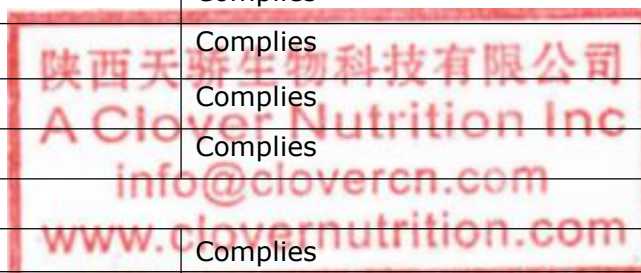 Complies
Complies
陕西天骄生物科技有限公司
Complies
A Clover Nutrition Inc
Complies
info@clovercn.com
www.clovernutrition.com
Complies